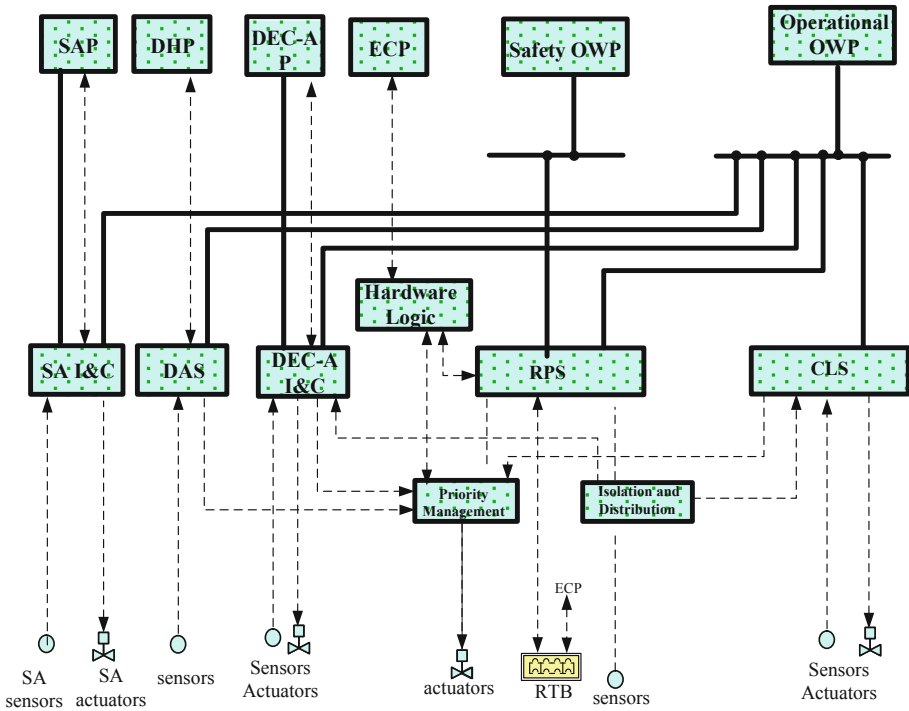 SAP
DHP
DEC-A
P
ECP
Safety OWP
Operational
OWP
Hardware
Logic
SA I&C
DAS
DEC-A
I&C
RPS
CLS
Priority
Management
Isolation and
Distribution
ECP
SA
sensors
SA
actuators
sensors
Sensors
Actuators
actuators
RTB
sensors
Sensors
Actuators